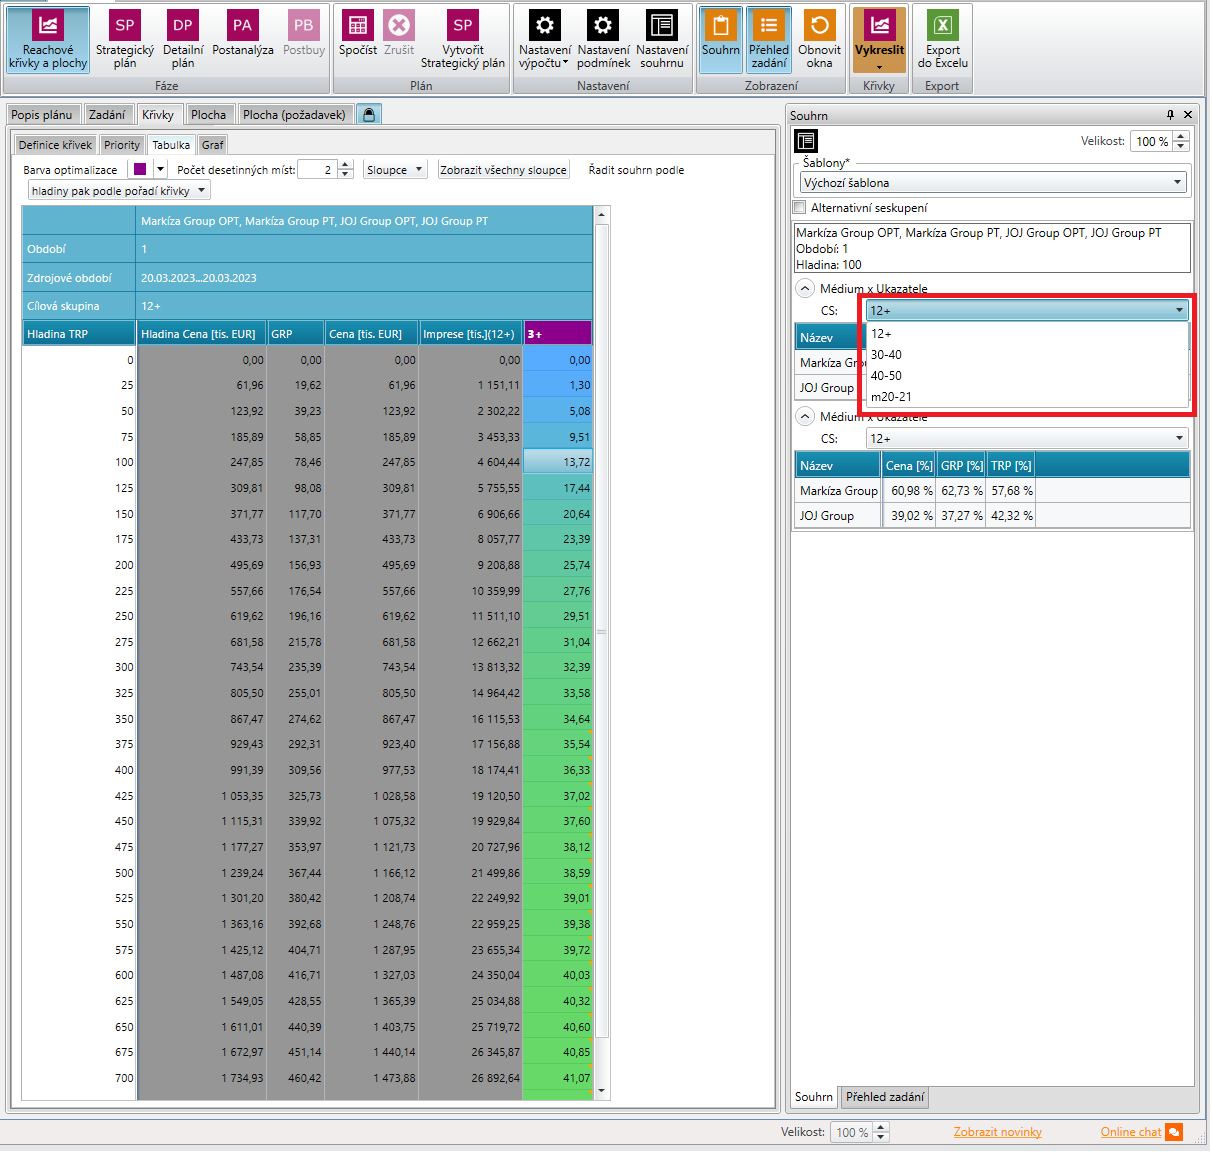 SP DP PA PB SP
Reachové křivky a plochy
Strategický plán
Detailní plán
Postanalýza
Postbuy
Spočíst
Zrušit
Vytvořit Strategický plán
Nastavení výpočtu
Nastavení podmínek
Nastavení souhrnu
Souhrn
Přehled zadání
Obnovit okna
Vykreslit
Export do Excelu
Fáze Plán Nastavení Zobrazení Křivky Export
Popis plánu Zadání Křivky Plocha Plocha (požadavek)
Definice křivek Priority Tabulka Graf
Barva optimalizace Počet desetinných míst: 2 Sloupce Zobrazit všechny sloupce Řadit souhrn podle
hladiny pak podle pořadí křivky
Markíza Group OPT, Markíza Group PT, JOJ Group OPT, JOJ Group PT
Období 1
Zdrojové období 20.03.2023...20.03.2023
Cílová skupina 12+
Hladina TRP Hladina Cena [tis. EUR] GRP Cena [tis. EUR] Imprese [tis.](12+) 3+
0 0,00 0,00 0,00 0,00 0,00
25 61,96 19,62 61,96 1 151,11 1,30
50 123,92 39,23 123,92 2 302,22 5,08
75 185,89 58,85 185,89 3 453,33 9,51
100 247,85 78,46 247,85 4 604,44 13,72
125 309,81 98,08 309,81 5 755,55 17,44
150 371,77 117,70 371,77 6 906,66 20,64
175 433,73 137,31 433,73 8 057,77 23,39
200 495,69 156,93 495,69 9 208,88 25,74
225 557,66 176,54 557,66 10 359,99 27,76
250 619,62 196,16 619,62 11 511,10 29,51
275 681,58 215,78 681,58 12 662,21 31,04
300 743,54 235,39 743,54 13 813,32 32,39
325 805,50 255,01 805,50 14 964,42 33,58
350 867,47 274,62 867,47 16 115,53 34,64
375 929,43 292,31 923,40 17 156,88 35,54
400 991,39 309,56 977,53 18 174,41 36,33
425 1 053,35 325,73 1 028,58 19 120,50 37,02
450 1 115,31 339,92 1 075,32 19 929,84 37,60
475 1 177,27 353,97 1 121,73 20 727,96 38,12
500 1 239,24 367,44 1 166,12 21 499,86 38,59
525 1 301,20 380,42 1 208,74 22 249,92 39,01
550 1 363,16 392,68 1 248,76 22 959,25 39,38
575 1 425,12 404,71 1 287,95 23 655,34 39,72
600 1 487,08 416,71 1 327,03 24 350,04 40,03
625 1 549,05 428,55 1 365,39 25 034,88 40,32
650 1 611,01 440,39 1 403,75 25 719,72 40,60
675 1 672,97 451,14 1 440,14 26 345,87 40,85
700 1 734,93 460,42 1 473,88 26 892,64 41,07
Souhrn
Velikost: 100 %
Šablony*
Výchozí šablona
Alternativní seskupení
Markíza Group OPT, Markíza Group PT, JOJ Group OPT, JOJ Group PT
Období: 1
Hladina: 100
Médium x Ukazatele
CS: 12+
12+
30-40
40-50
m20-21
Název
Markíza Gro
JOJ Group
Médium x Ukazatele
CS: 12+
Název Cena [%] GRP [%] TRP [%]
Markíza Group 60,98 % 62,73 % 57,68 %
JOJ Group 39,02 % 37,27 % 42,32 %
Souhrn Přehled zadání
Velikost: 100 % Zobrazit novinky Online chat